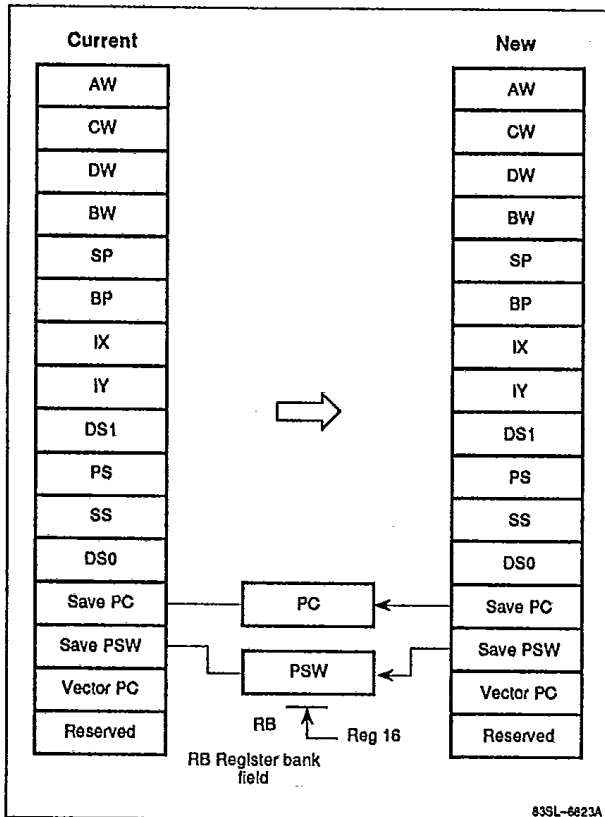 Current
New
AW
CW
DW
BW
SP
BP
IX
IY
DS1
PS
SS
DS0
Save PC
Save PSW
Vector PC
Reserved
AW
CW
DW
BW
SP
BP
IX
IY
DS1
PS
SS
DS0
Save PC
Save PSW
Vector PC
Reserved
PC
PSW
RB
Reg 16
RB Register bank
field
83SL-6623A